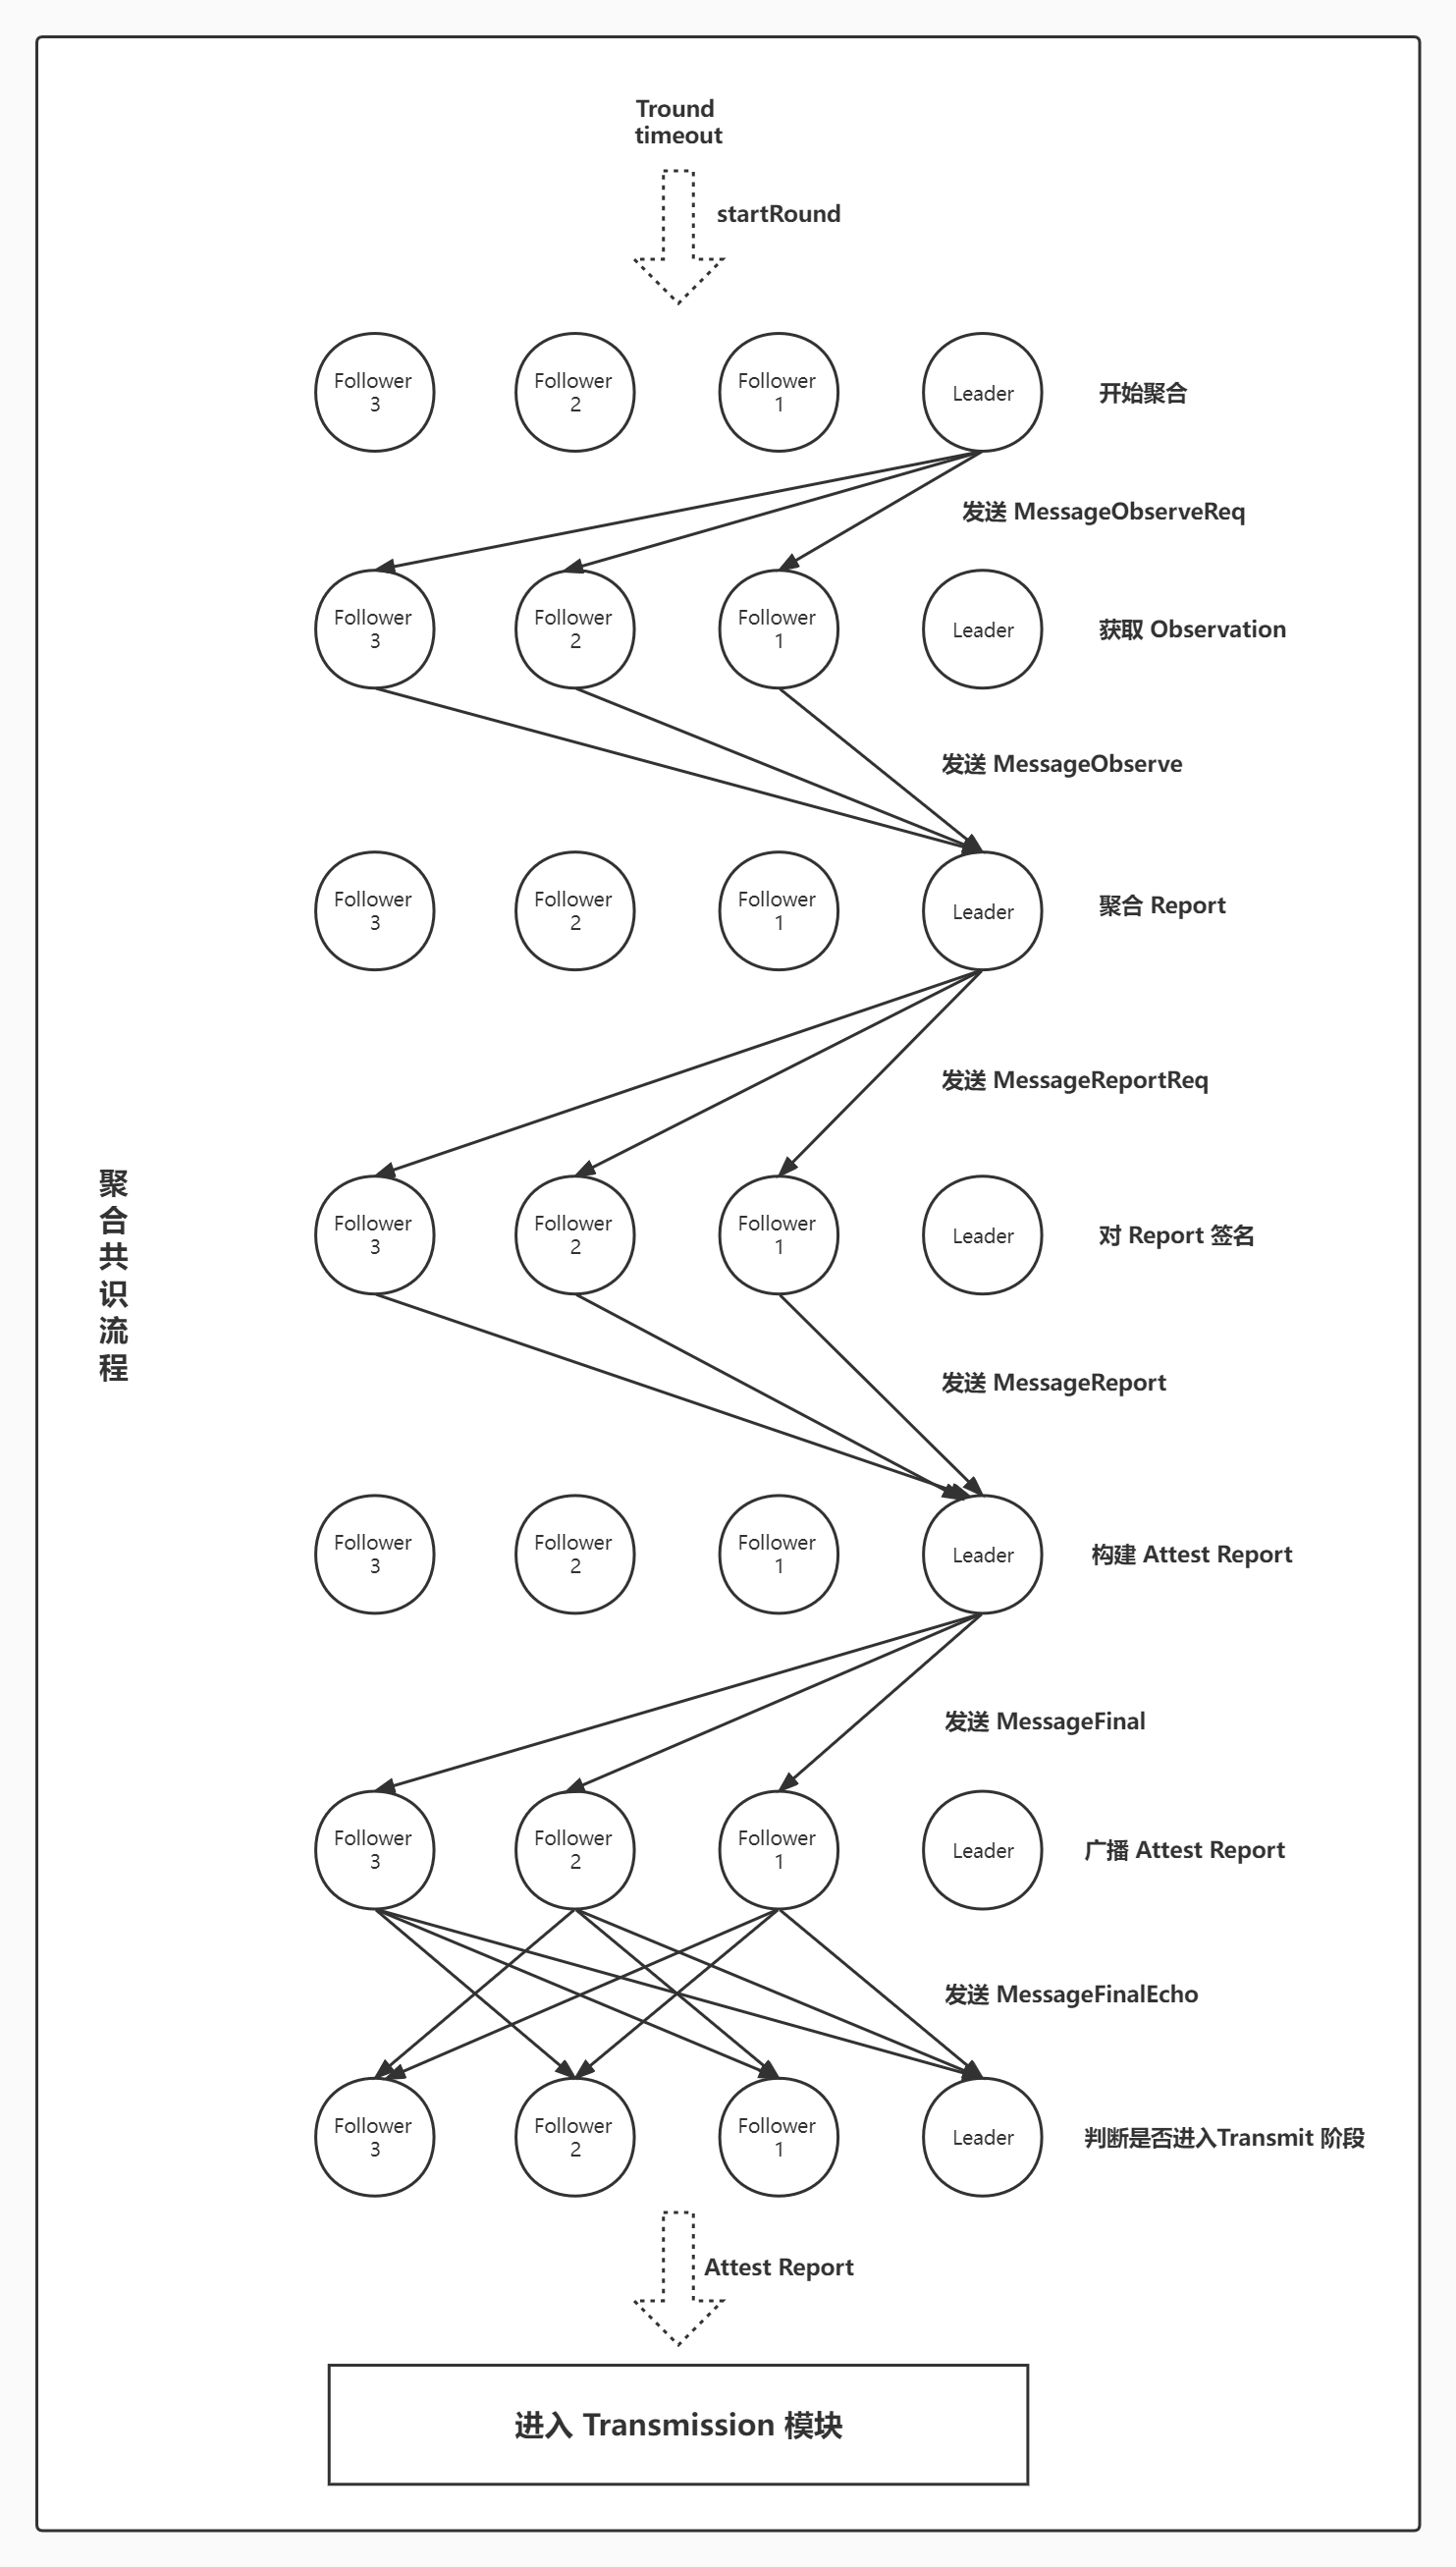 Tround
timeout
startRound
Follower
3
Follower
2
Follower
1
Leader
开始聚合
发送 MessageObserveReq
Follower
3
Follower
2
Follower
1
Leader
获取 Observation
发送 MessageObserve
Follower
3
Follower
2
Follower
1
Leader
聚合 Report
发送 MessageReportReq
聚合共识流程
Follower
3
Follower
2
Follower
1
Leader
对 Report 签名
发送 MessageReport
Follower
3
Follower
2
Follower
1
Leader
构建 Attest Report
发送 MessageFinal
Follower
3
Follower
2
Follower
1
Leader
广播 Attest Report
发送 MessageFinalEcho
Follower
3
Follower
2
Follower
1
Leader
判断是否进入Transmit 阶段
Attest Report
进入 Transmission 模块